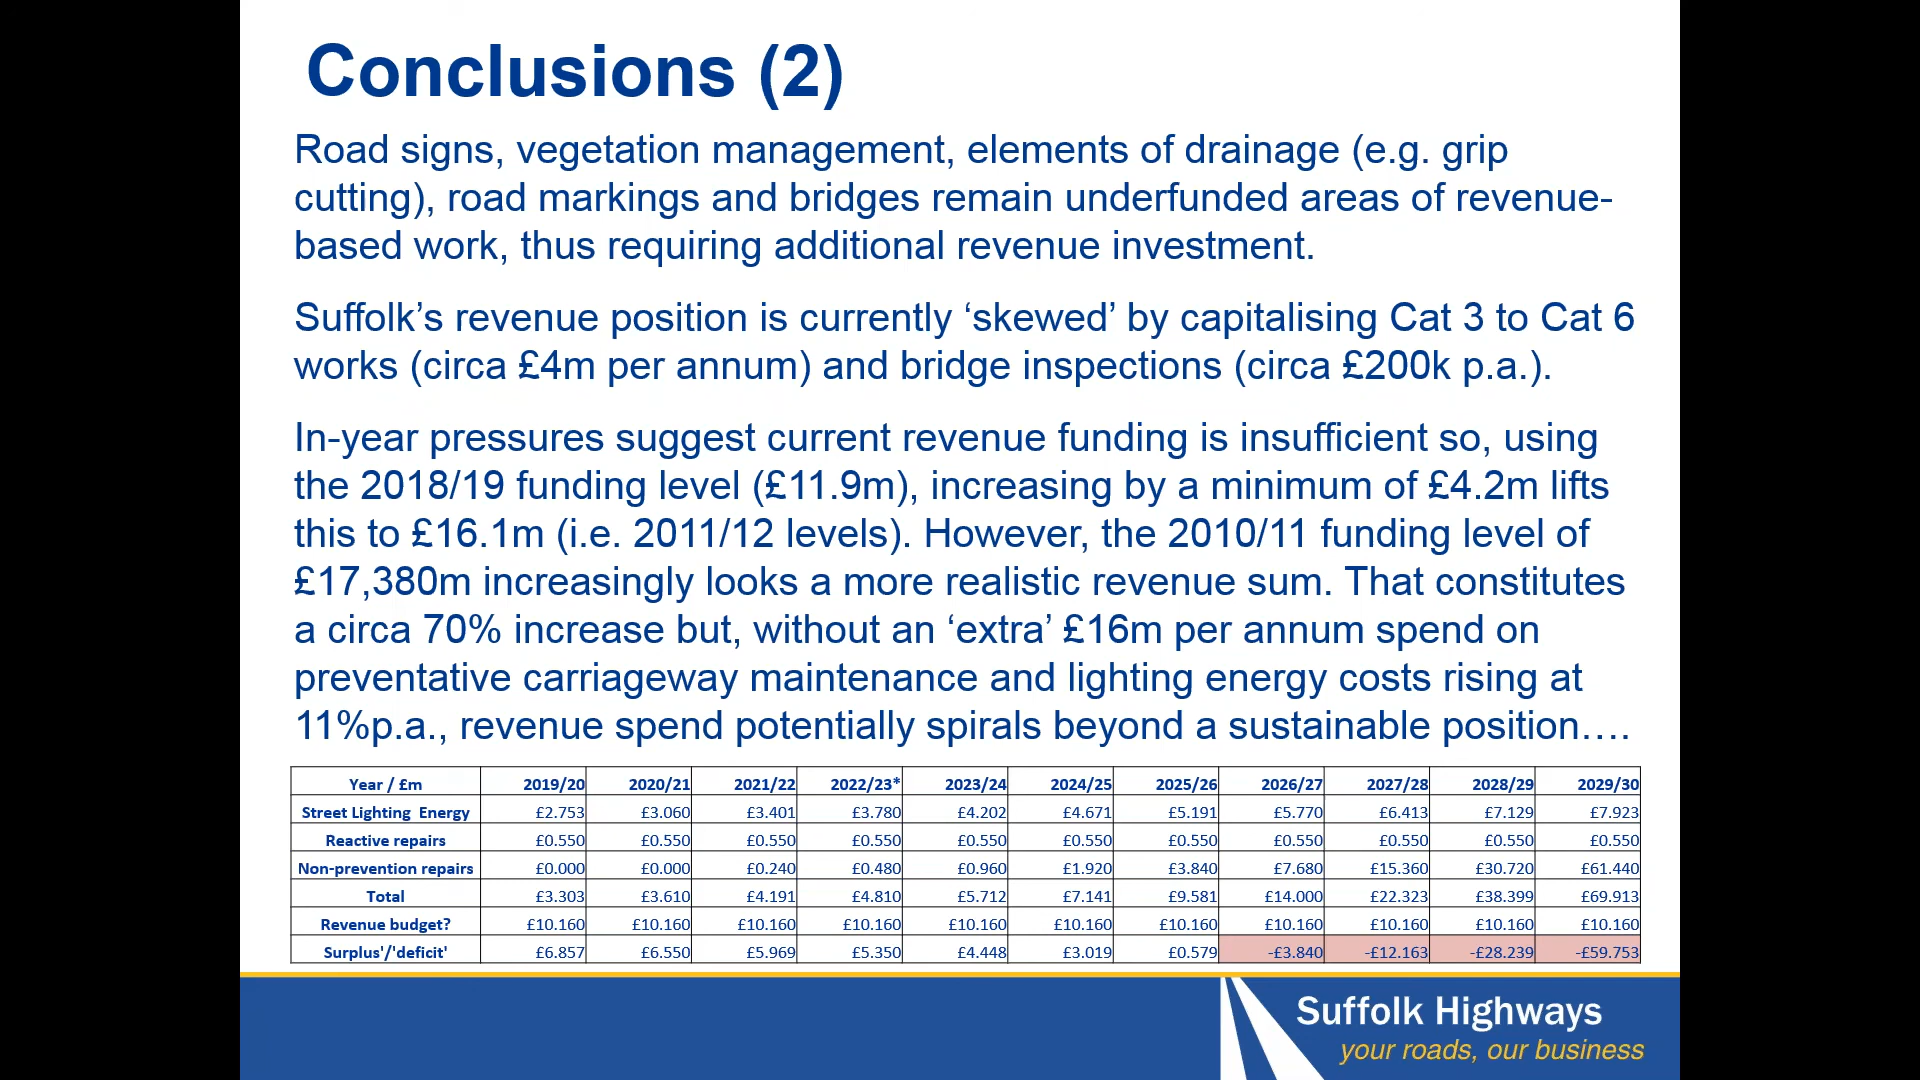 Conclusions (2)
Road signs, vegetation management, elements of drainage (e.g. grip
cutting), road markings and bridges remain underfunded areas of revenue-
based work, thus requiring additional revenue investment.
Suffolk’s revenue position is currently ‘skewed’ by capitalising Cat 3 to Cat 6
works (circa £4m per annum) and bridge inspections (circa £200k p.a.).
In-year pressures suggest current revenue funding is insufficient so, using
the 2018/19 funding level (£11.9m), increasing by a minimum of £4.2m lifts
this to £16.1m (i.e. 2011/12 levels). However, the 2010/11 funding level of
£17,380m increasingly looks a more realistic revenue sum. That constitutes
a circa 70% increase but, without an ‘extra’ £16m per annum spend on
preventative carriageway maintenance and lighting energy costs rising at
11%p.a., revenue spend potentially spirals beyond a sustainable position….
Year / £m 2019/20 2020/21 2021/22 2022/23* 2023/24 2024/25 2025/26 2026/27 2027/28 2028/29 2029/30
Street Lighting Energy £2.753 £3.060 £3.401 £3.780 £4.202 £4.671 £5.191 £5.770 £6.413 £7.129 £7.923
Reactive repairs £0.550 £0.550 £0.550 £0.550 £0.550 £0.550 £0.550 £0.550 £0.550 £0.550 £0.550
Non-prevention repairs £0.000 £0.000 £0.240 £0.480 £0.960 £1.920 £3.840 £7.680 £15.360 £30.720 £61.440
Total £3.303 £3.610 £4.191 £4.810 £5.712 £7.141 £9.581 £14.000 £22.323 £38.399 £69.913
Revenue budget? £10.160 £10.160 £10.160 £10.160 £10.160 £10.160 £10.160 £10.160 £10.160 £10.160 £10.160
Surplus'/'deficit' £6.857 £6.550 £5.969 £5.350 £4.448 £3.019 £0.579 -£3.840 -£12.163 -£28.239 -£59.753
Suffolk Highways
your roads, our business